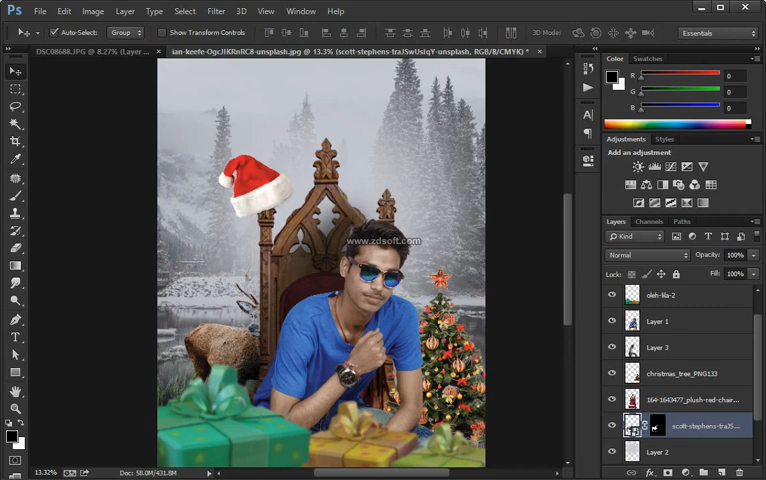 Ps File Edit Image Layer Type Select Filter 3D View Window Help
Auto-Select: Group Show Transform Controls 3D Mode: Essentials
DSC08688.JPG @ 8.27% (Layer ... × ian-keefe-OgcJIKRnRC8-unsplash.jpg @ 13.3% (scott-stephens-traJSwUsIqY-unsplash, RGB/8/CMYK) * ×
Color Swatches
R 0
G 0
B 0
Adjustments Styles
Add an adjustment
Layers Channels Paths
Kind
Normal Opacity: 100%
Lock: Fill: 100%
oleh-lila-2
Layer 1
Layer 3
christmas_tree_PNG133
164-1643477_plush-red-chair...
scott-stephens-traJS...
Layer 2
www.zdsoft.com
13.32% Doc: 58.0M/431.8M